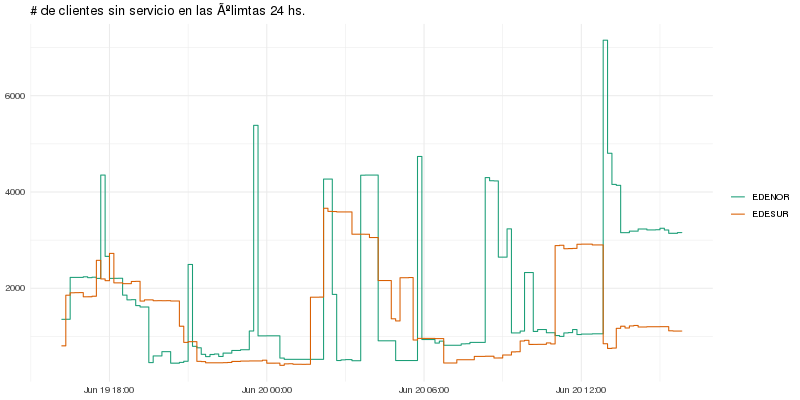 # de clientes sin servicio en las Ãºlimtas 24 hs.
6000
4000
2000
Jun 19 18:00
Jun 20 00:00
Jun 20 06:00
Jun 20 12:00
EDENOR
EDESUR